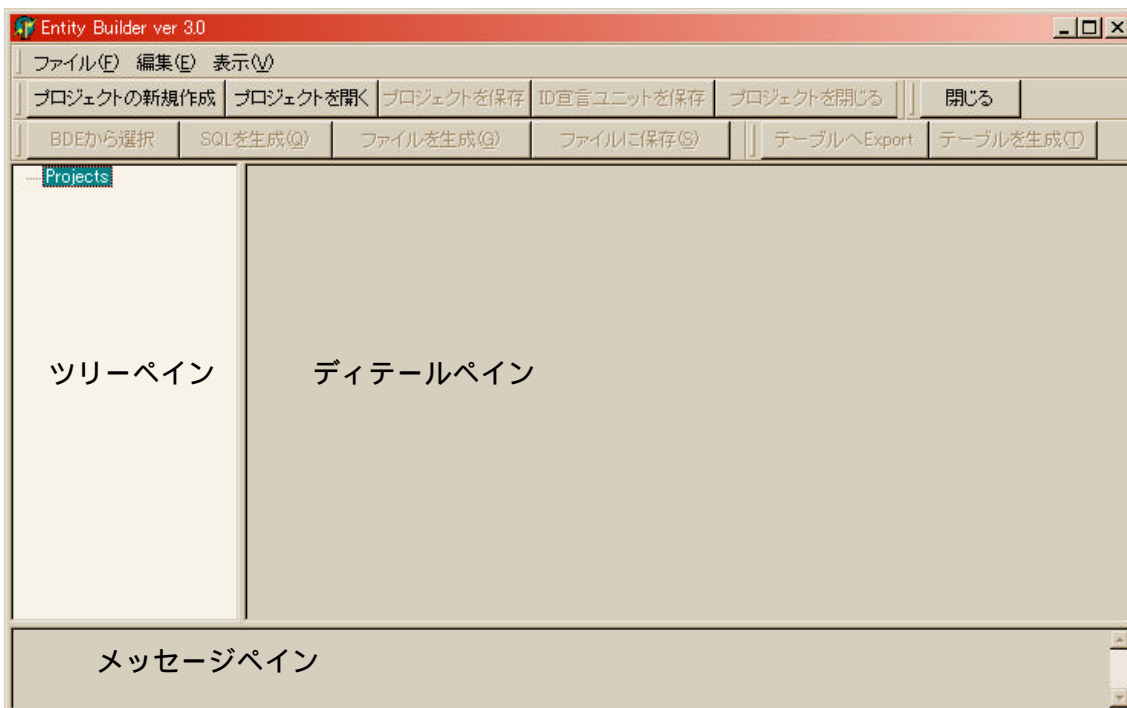 Entity Builder ver 3.0
ファイル(F) 編集(E) 表示(V)
プロジェクトの新規作成 プロジェクトを開く プロジェクトを保存 ID宣言ユニットを保存 プロジェクトを閉じる 閉じる
BDEから選択 SQLを生成(Q) ファイルを生成(G) ファイルに保存(S) テーブルへExport テーブルを生成(T)
Projects
ツリーペイン ディテールペイン
メッセージペイン